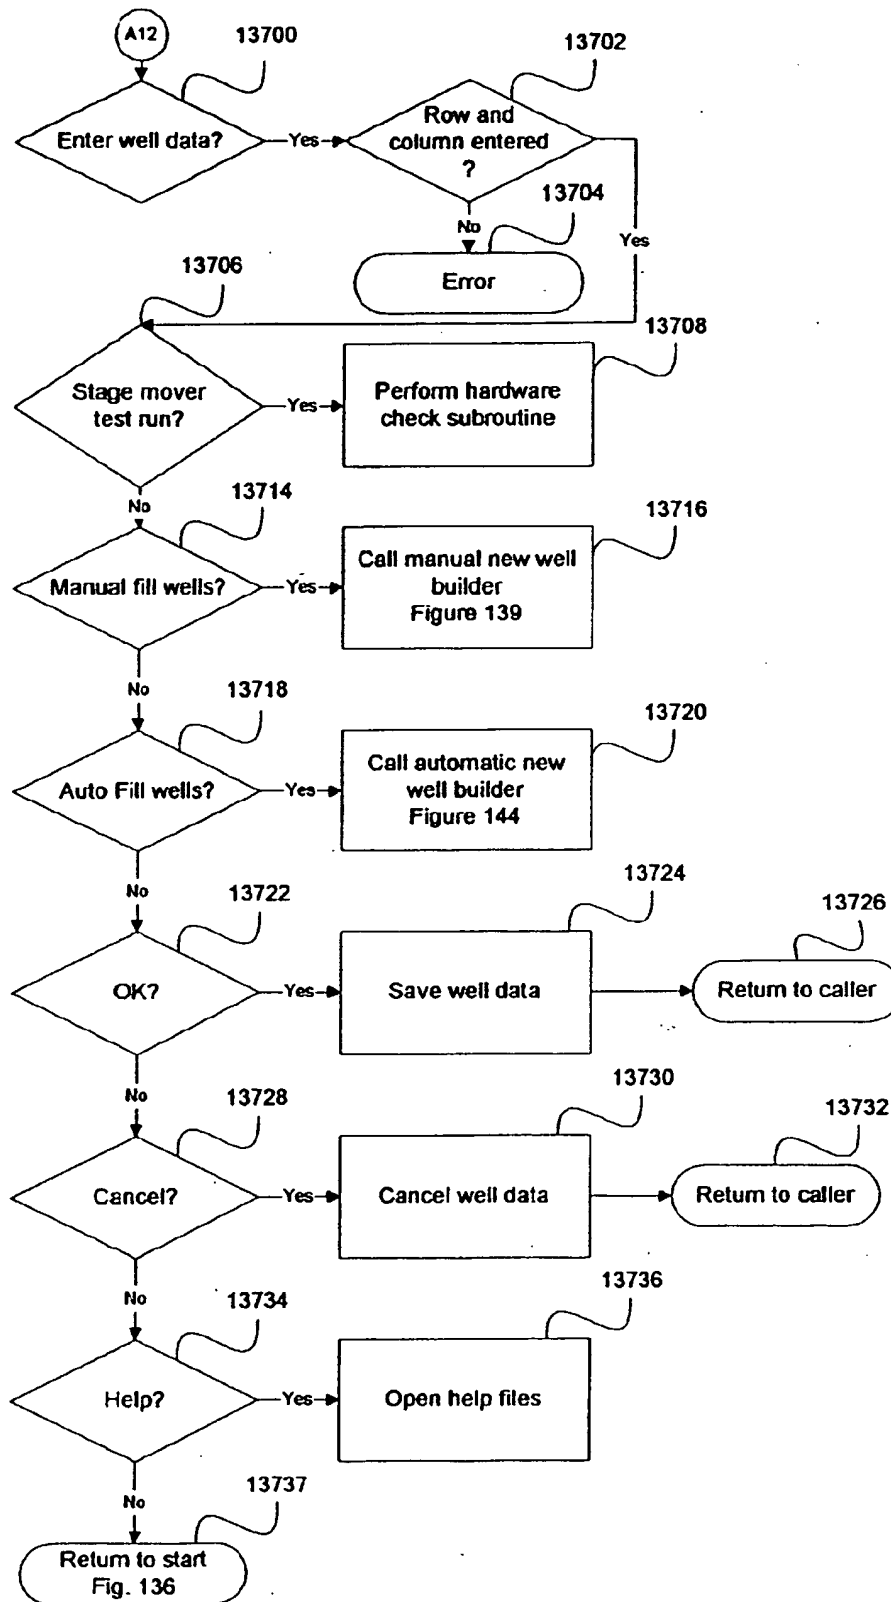 A12
13700
13702
Enter well data?
Yes
Row and
column entered
?
No
Yes
13704
Error
13706
13708
Stage mover
test run?
Yes
Perform hardware
check subroutine
No
13714
13716
Manual fill wells?
Yes
Call manual new well
builder
Figure 139
No
13718
13720
Auto Fill wells?
Yes
Call automatic new
well builder
Figure 144
No
13722
13724
13726
OK?
Yes
Save well data
Return to caller
No
13728
13730
13732
Cancel?
Yes
Cancel well data
Return to caller
No
13734
13736
Help?
Yes
Open help files
No
13737
Return to start
Fig. 136